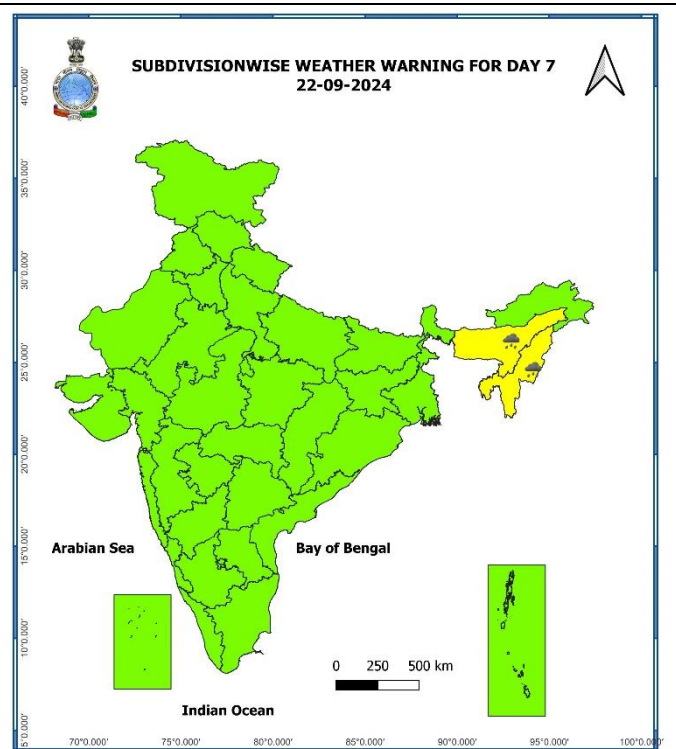 SUBDIVISIONWISE WEATHER WARNING FOR DAY 7
22-09-2024
40°0.000'
35°0.000'
30°0.000'
25°0.000'
20°0.000'
15°0.000'
10°0.000'
5°0.000'
Arabian Sea
Bay of Bengal
0 250 500 km
Indian Ocean
70°0.000' 75°0.000' 80°0.000' 85°0.000' 90°0.000' 95°0.000' 100°0.000'